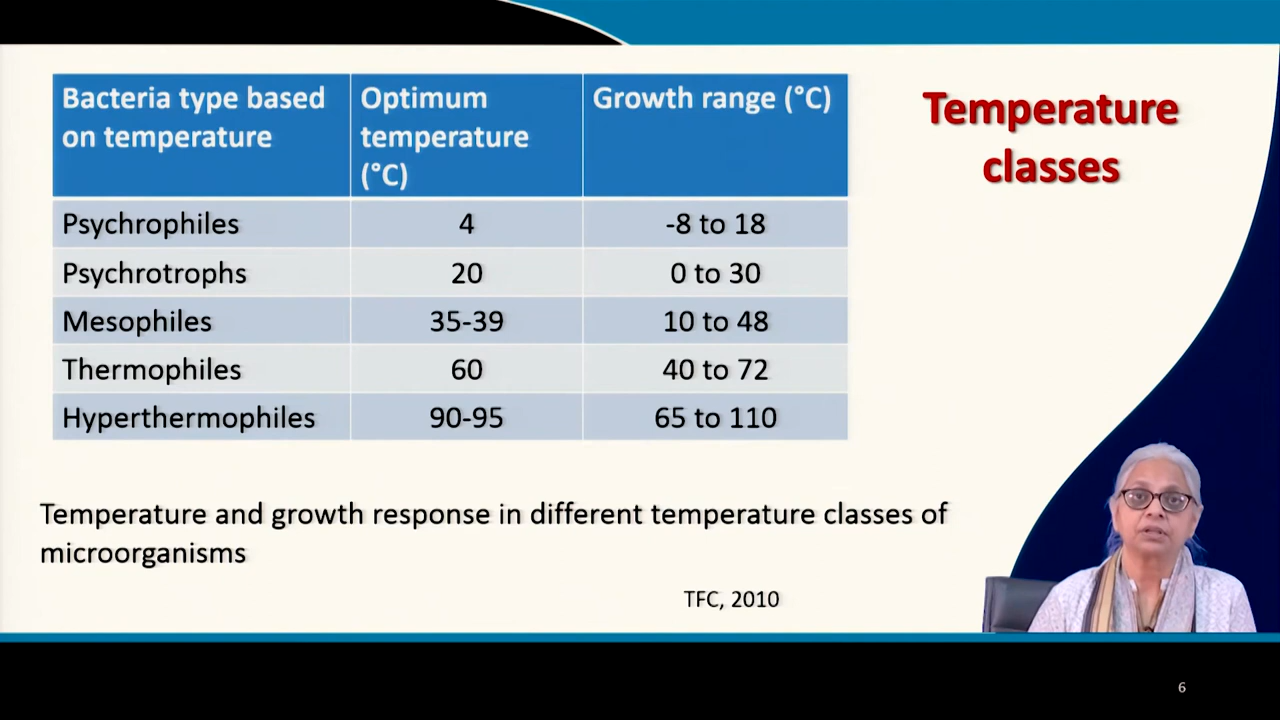 Temperature
classes
Bacteria type based
on temperature
Optimum
temperature
(°C)
Growth range (°C)
Psychrophiles 4 -8 to 18
Psychrotrophs 20 0 to 30
Mesophiles 35-39 10 to 48
Thermophiles 60 40 to 72
Hyperthermophiles 90-95 65 to 110
Temperature and growth response in different temperature classes of
microorganisms
TFC, 2010
6